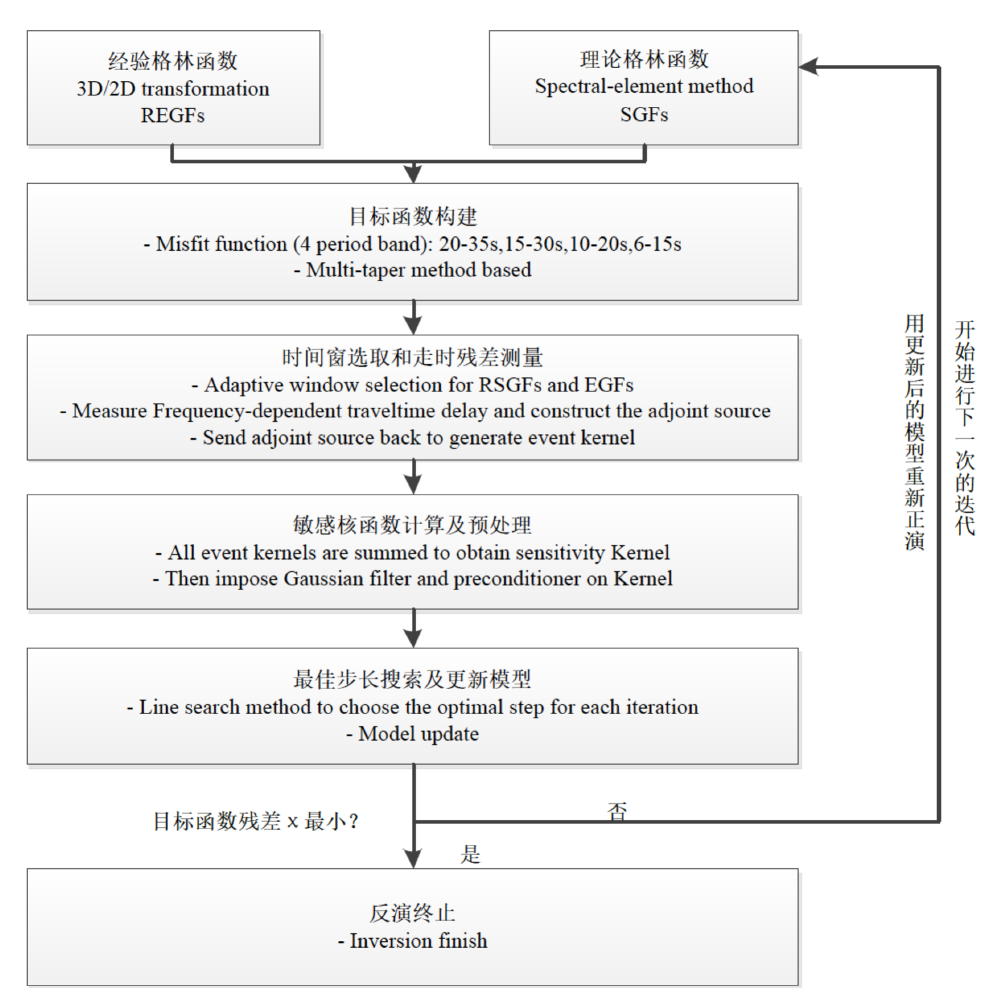 经验格林函数
3D/2D transformation
REGFs
理论格林函数
Spectral-element method
SGFs
目标函数构建
- Misfit function (4 period band): 20-35s,15-30s,10-20s,6-15s
- Multi-taper method based
时间窗选取和走时残差测量
- Adaptive window selection for RSGFs and EGFs
- Measure Frequency-dependent traveltime delay and construct the adjoint source
- Send adjoint source back to generate event kernel
敏感核函数计算及预处理
- All event kernels are summed to obtain sensitivity Kernel
- Then impose Gaussian filter and preconditioner on Kernel
最佳步长搜索及更新模型
- Line search method to choose the optimal step for each iteration
- Model update
目标函数残差 x 最小？
否
是
反演终止
- Inversion finish
用更新后的模型重新正演
开始进行下一次的迭代